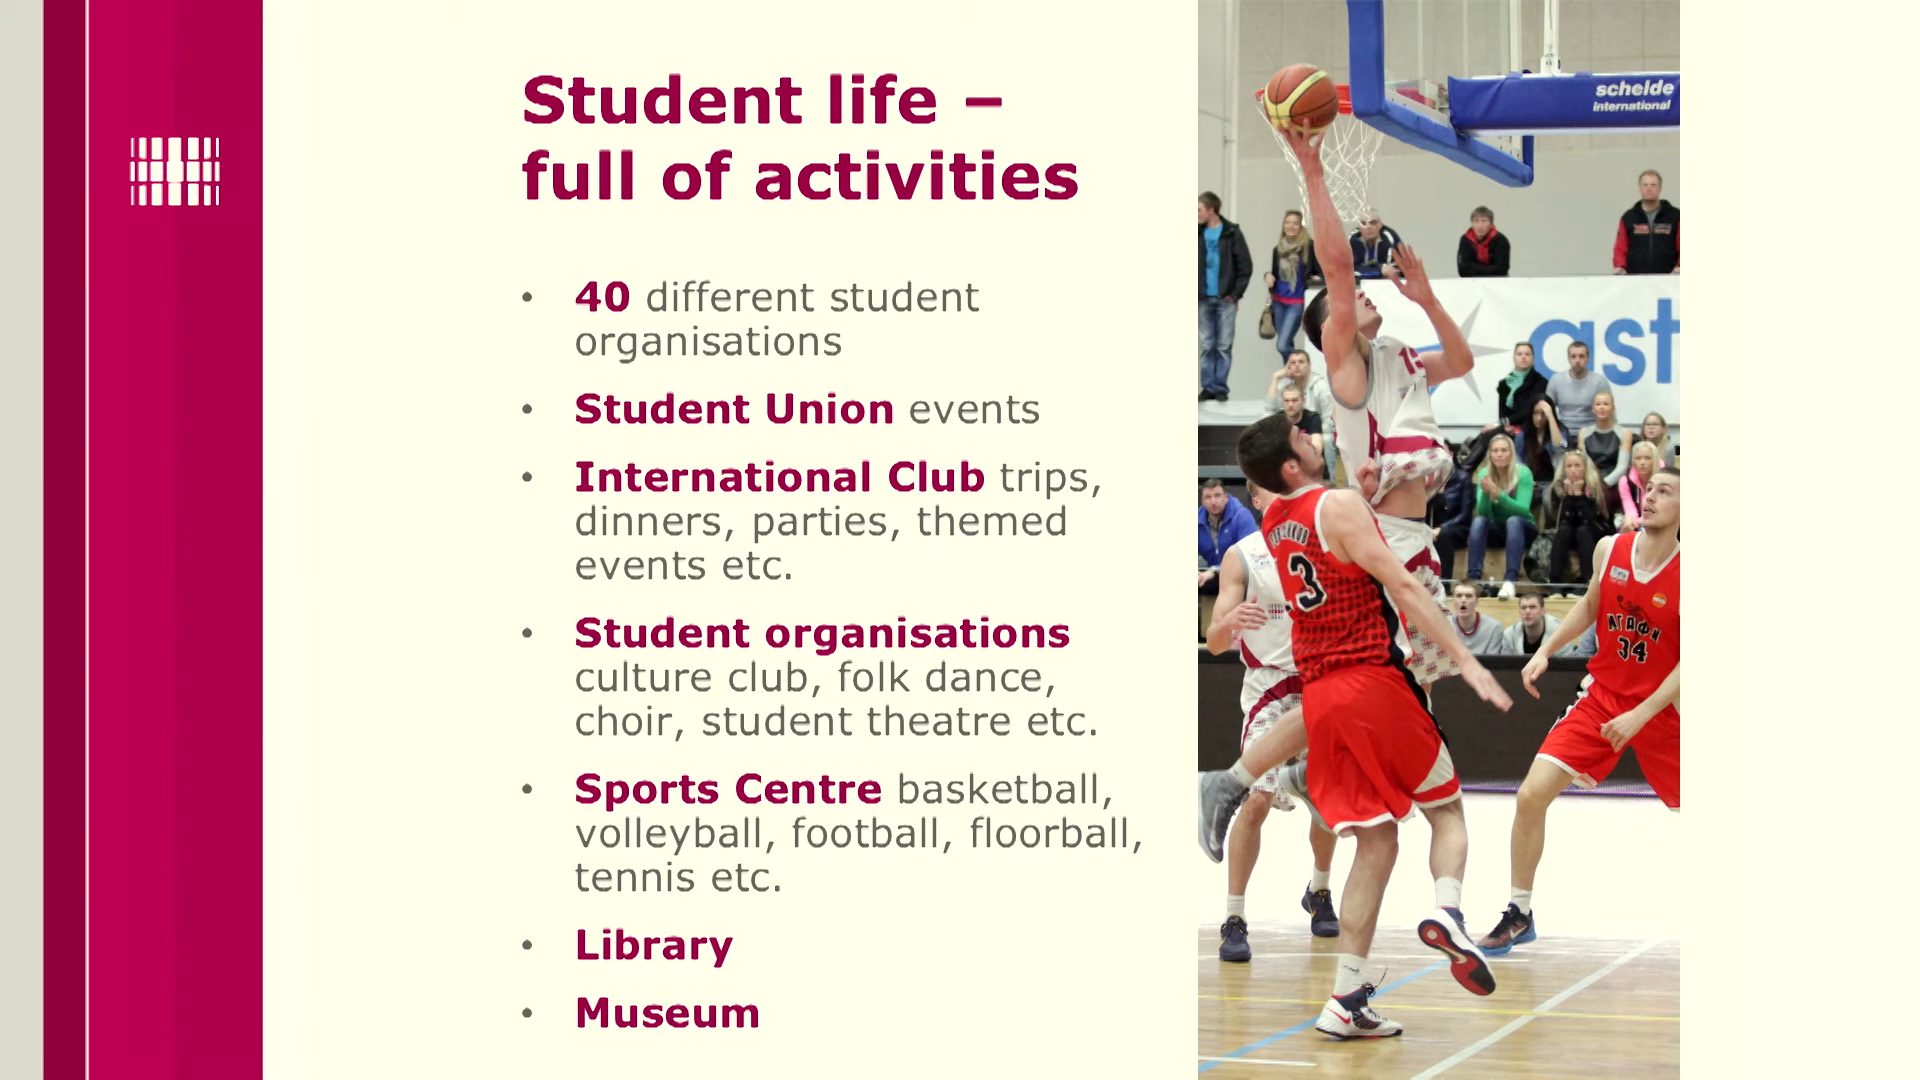 Student life –
full of activities
• 40 different student
organisations
• Student Union events
• International Club trips,
dinners, parties, themed
events etc.
• Student organisations
culture club, folk dance,
choir, student theatre etc.
• Sports Centre basketball,
volleyball, football, floorball,
tennis etc.
• Library
• Museum
schelde
international
ast
13
3
34